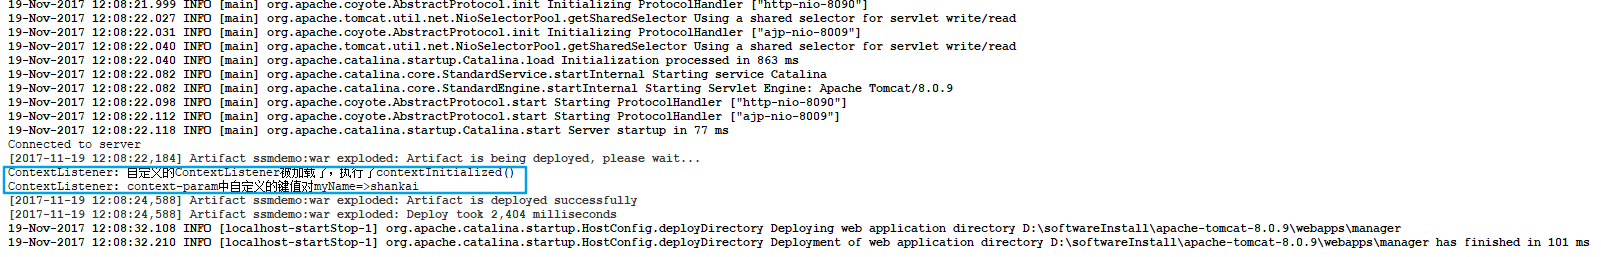 19-Nov-2017 12:08:21.999 INFO [main] org.apache.coyote.AbstractProtocol.init Initializing ProtocolHandler ["http-nio-8090"]
19-Nov-2017 12:08:22.027 INFO [main] org.apache.tomcat.util.net.NioSelectorPool.getSharedSelector Using a shared selector for servlet write/read
19-Nov-2017 12:08:22.031 INFO [main] org.apache.coyote.AbstractProtocol.init Initializing ProtocolHandler ["ajp-nio-8009"]
19-Nov-2017 12:08:22.040 INFO [main] org.apache.tomcat.util.net.NioSelectorPool.getSharedSelector Using a shared selector for servlet write/read
19-Nov-2017 12:08:22.040 INFO [main] org.apache.catalina.startup.Catalina.load Initialization processed in 863 ms
19-Nov-2017 12:08:22.082 INFO [main] org.apache.catalina.core.StandardService.startInternal Starting service Catalina
19-Nov-2017 12:08:22.082 INFO [main] org.apache.catalina.core.StandardEngine.startInternal Starting Servlet Engine: Apache Tomcat/8.0.9
19-Nov-2017 12:08:22.098 INFO [main] org.apache.coyote.AbstractProtocol.start Starting ProtocolHandler ["http-nio-8090"]
19-Nov-2017 12:08:22.112 INFO [main] org.apache.coyote.AbstractProtocol.start Starting ProtocolHandler ["ajp-nio-8009"]
19-Nov-2017 12:08:22.118 INFO [main] org.apache.catalina.startup.Catalina.start Server startup in 77 ms
Connected to server
[2017-11-19 12:08:22,184] Artifact ssmdemo:war exploded: Artifact is being deployed, please wait...
ContextListener: 自定义的ContextListener被加载了，执行了contextInitialized()
ContextListener: context-param中自定义的键值对myName=>shankai
[2017-11-19 12:08:24,588] Artifact ssmdemo:war exploded: Artifact is deployed successfully
[2017-11-19 12:08:24,588] Artifact ssmdemo:war exploded: Deploy took 2,404 milliseconds
19-Nov-2017 12:08:32.108 INFO [localhost-startStop-1] org.apache.catalina.startup.HostConfig.deployDirectory Deploying web application directory D:\softwareInstall\apache-tomcat-8.0.9\webapps\manager
19-Nov-2017 12:08:32.210 INFO [localhost-startStop-1] org.apache.catalina.startup.HostConfig.deployDirectory Deployment of web application directory D:\softwareInstall\apache-tomcat-8.0.9\webapps\manager has finished in 101 ms